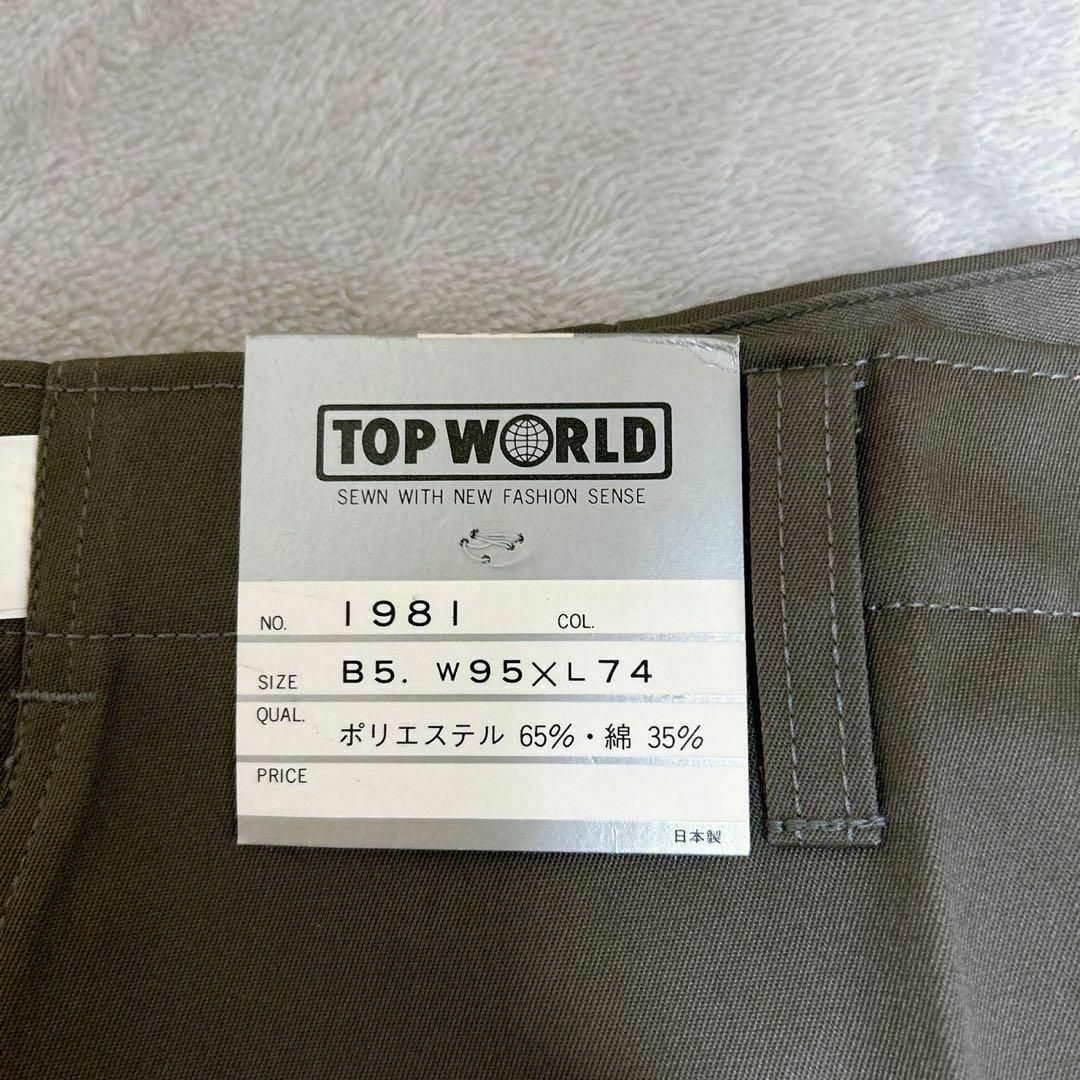 TOP WORLD
SEWN WITH NEW FASHION SENSE
NO. 1981 COL.
SIZE B5. W95×L74
QUAL. ポリエステル 65%・綿 35%
PRICE
日本製